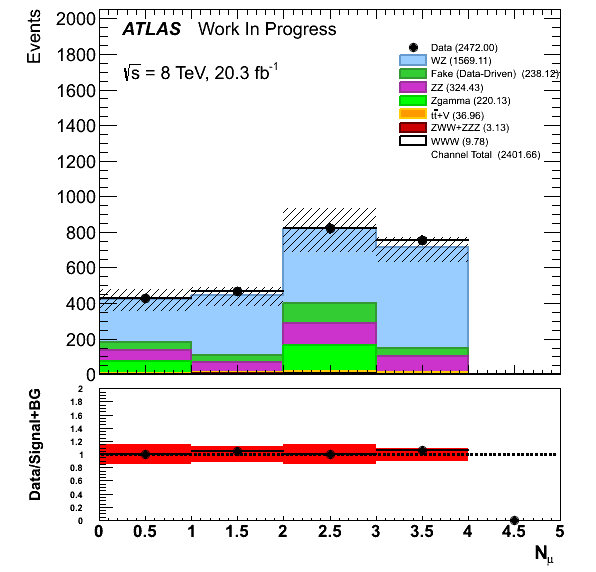 Events
2000
1800
1600
1400
1200
1000
800
600
400
200
0
ATLAS Work In Progress
√s = 8 TeV, 20.3 fb⁻¹
Data (2472.00)
WZ (1569.11)
Fake (Data-Driven) (238.12)
ZZ (324.43)
Zgamma (220.13)
tt̄+V (36.96)
ZWW+ZZZ (3.13)
WWW (9.78)
Channel Total (2401.66)
Data/Signal+BG
2
1.8
1.6
1.4
1.2
1
0.8
0.6
0.4
0.2
0
0 0.5 1 1.5 2 2.5 3 3.5 4 4.5 5
Nμ